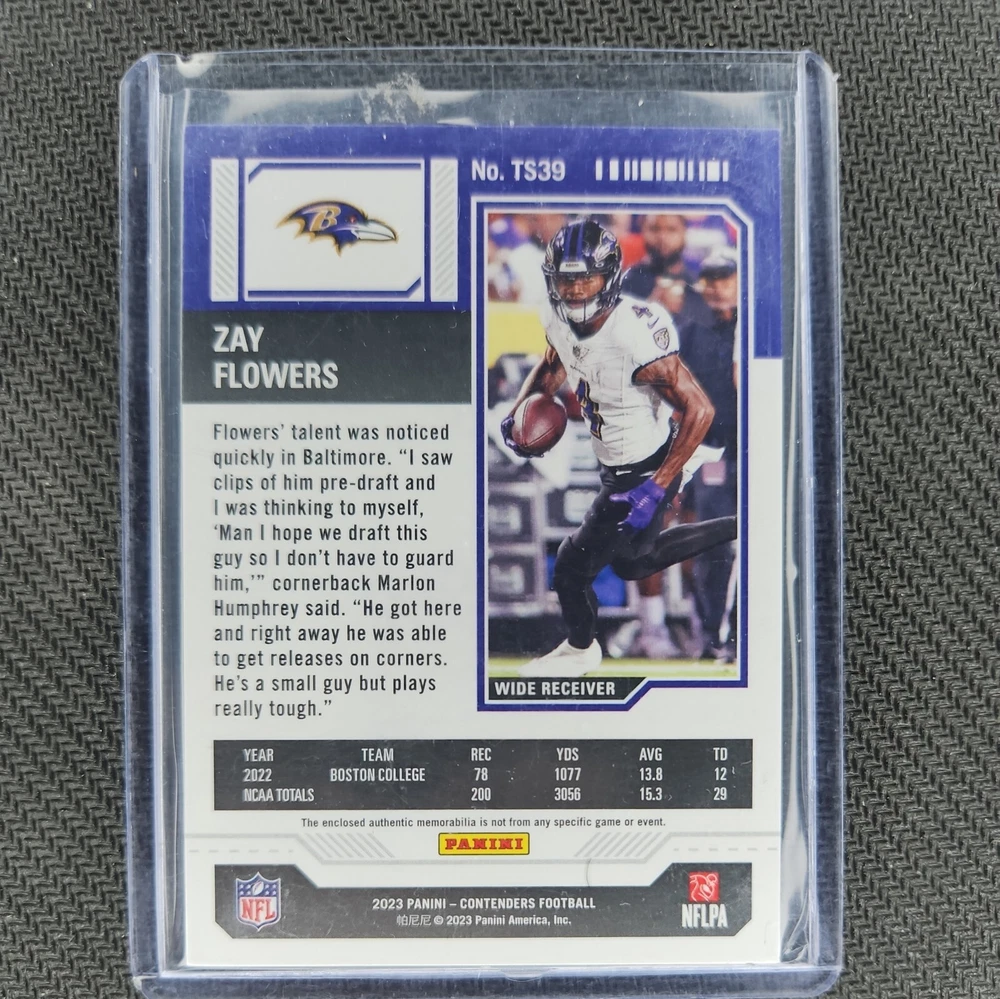 No. TS39
B
4
4
ZAY
FLOWERS
Flowers' talent was noticed
quickly in Baltimore. “I saw
clips of him pre-draft and
I was thinking to myself,
‘Man I hope we draft this
guy so I don't have to guard
him,’” cornerback Marlon
Humphrey said. “He got here
and right away he was able
to get releases on corners.
He's a small guy but plays
really tough.”
WIDE RECEIVER
YEAR TEAM REC YDS AVG TD
2022 BOSTON COLLEGE 78 1077 13.8 12
NCAA TOTALS 200 3056 15.3 29
The enclosed authentic memorabilia is not from any specific game or event.
PANINI
NFL
2023 PANINI – CONTENDERS FOOTBALL
帕尼尼 © 2023 Panini America, Inc.
NFLPA